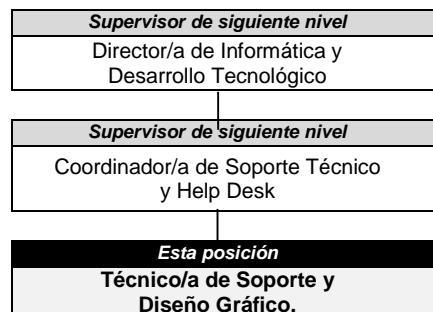 Supervisor de siguiente nivel
Director/a de Informática y
Desarrollo Tecnológico
Supervisor de siguiente nivel
Coordinador/a de Soporte Técnico
y Help Desk
Esta posición
Técnico/a de Soporte y
Diseño Gráfico.